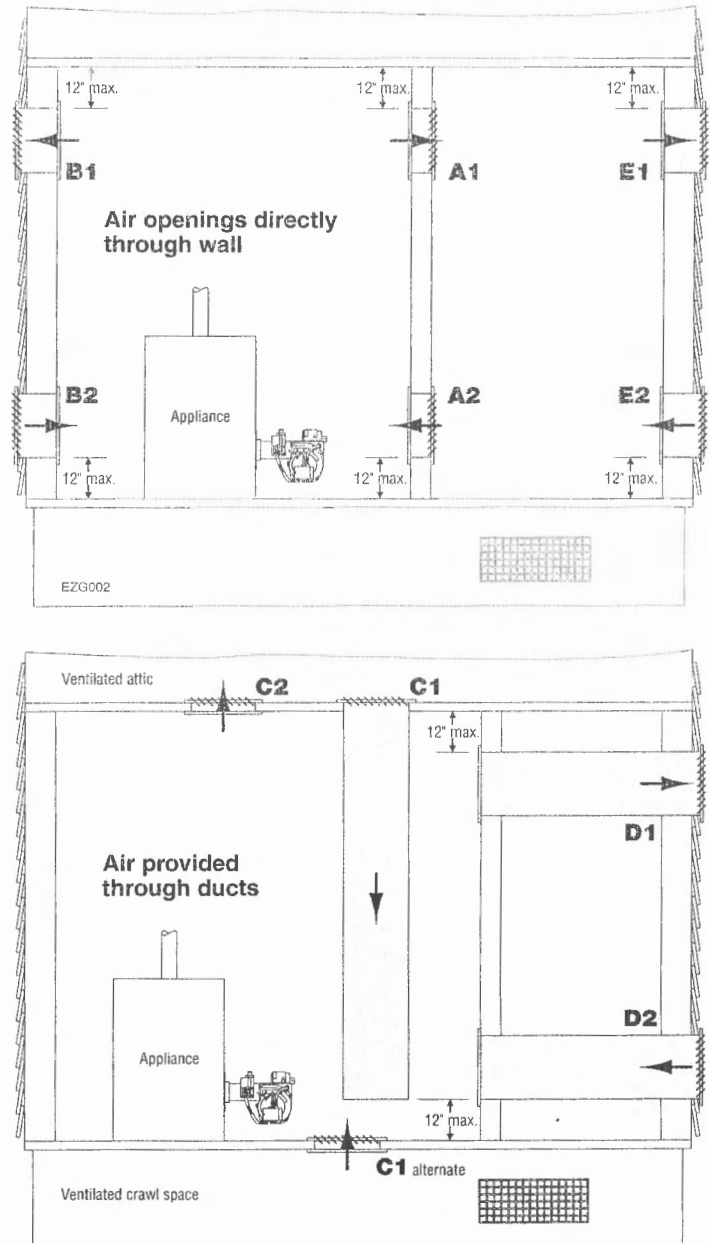 12" max.
12" max.
12" max.
B1
A1
E1
Air openings directly
through wall
B2
A2
E2
Appliance
12" max.
12" max.
12" max.
EZG002
Ventilated attic
C2
C1
12" max.
D1
Air provided
through ducts
D2
Appliance
12" max.
C1 alternate
Ventilated crawl space